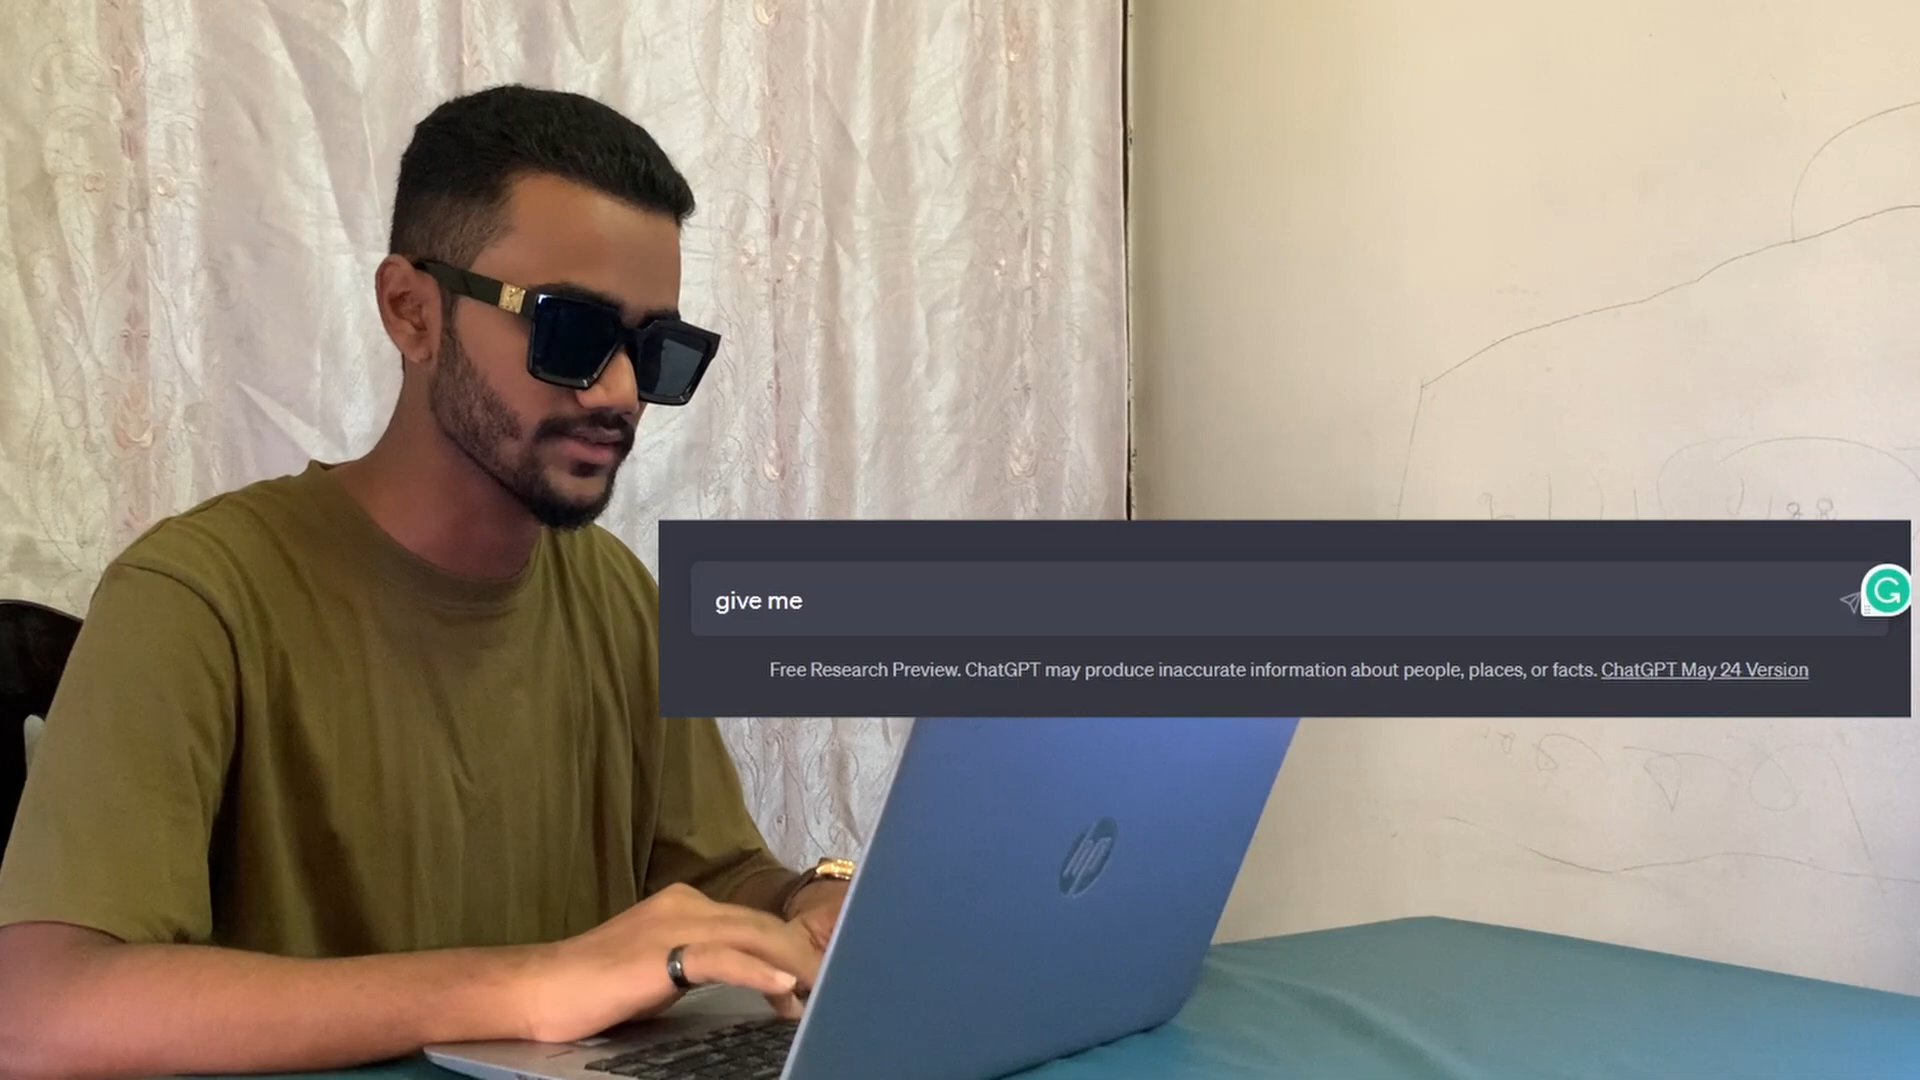 give me
Free Research Preview. ChatGPT may produce inaccurate information about people, places, or facts. ChatGPT May 24 Version
hp